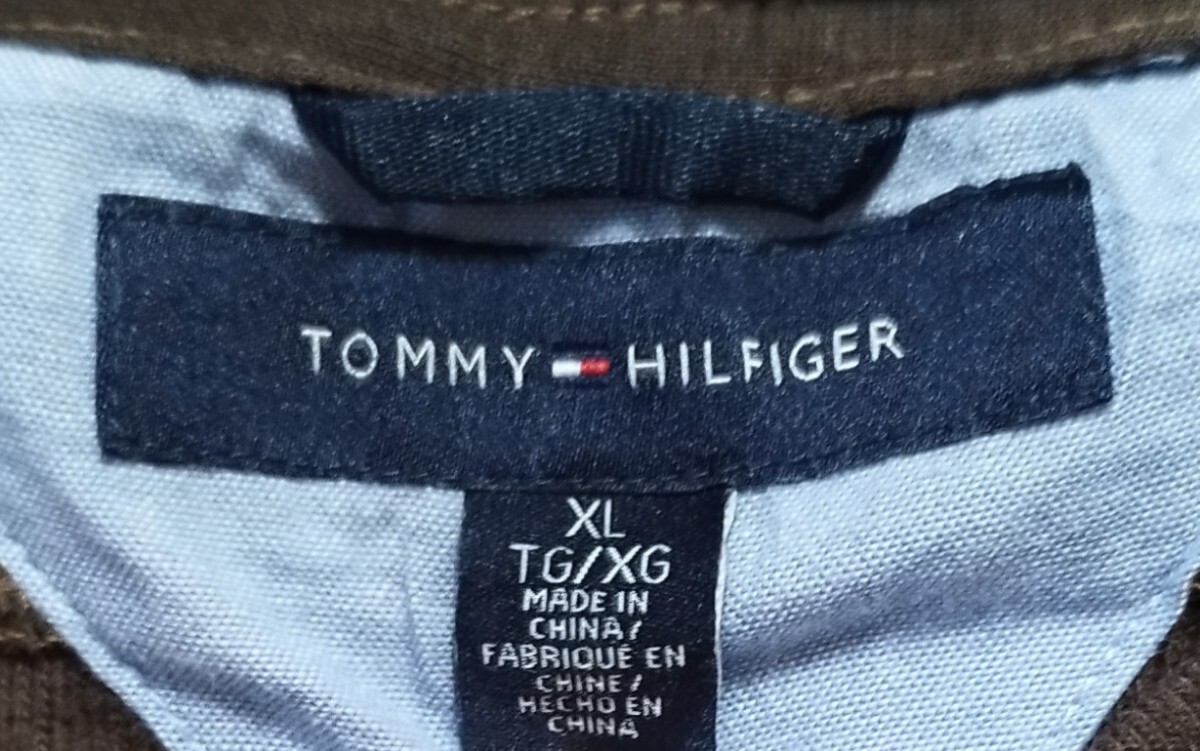 TOMMY HILFIGER
XL
TG/XG
MADE IN
CHINA/
FABRIQUÉ EN
CHINE/
HECHO EN
CHINA